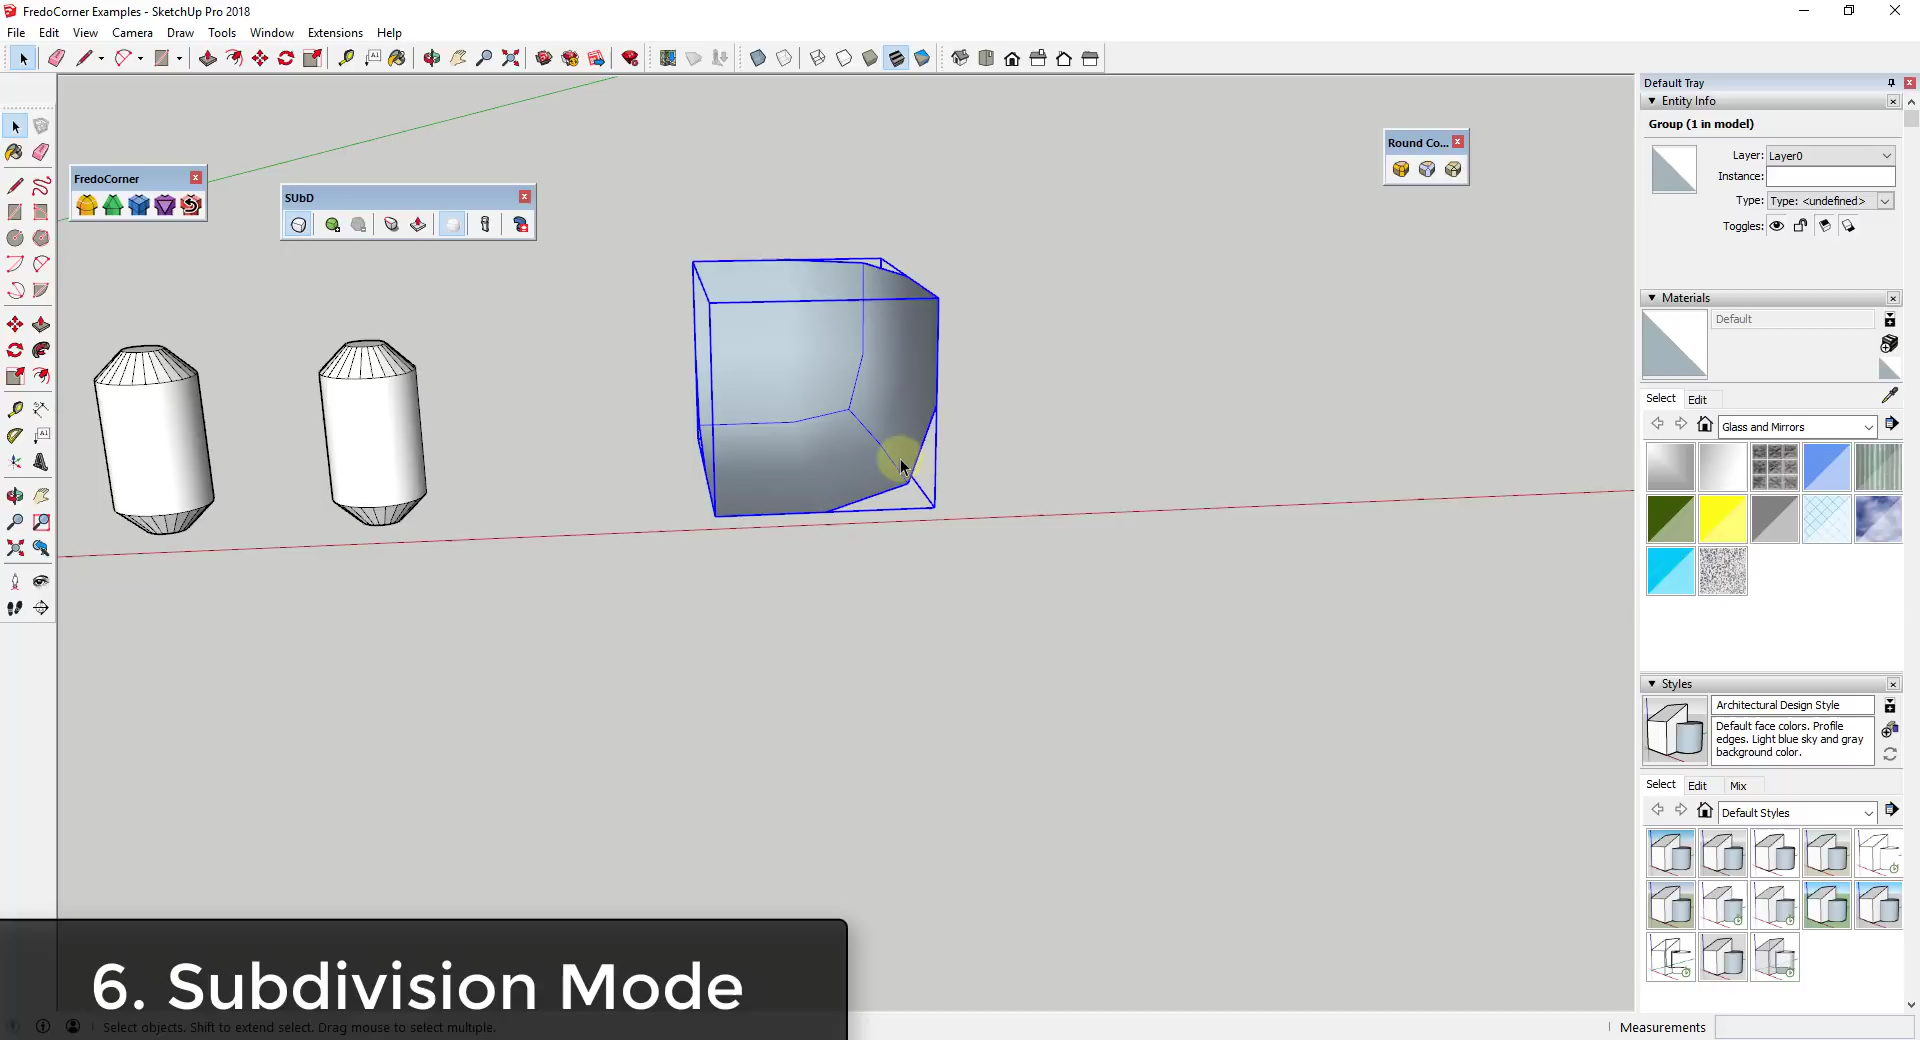 FredoCorner Examples - SketchUp Pro 2018
File Edit View Camera Draw Tools Window Extensions Help
Default Tray
Entity Info
Group (1 in model)
Layer: Layer0
Instance:
Type: Type: <undefined>
Toggles:
FredoCorner
SUbD
Round Co...
Materials
Default
Select Edit
Glass and Mirrors
Styles
Architectural Design Style
Default face colors. Profile
edges. Light blue sky and gray
background color.
Select Edit Mix
Default Styles
6. Subdivision Mode
Select objects. Shift to extend select. Drag mouse to select multiple.
Measurements